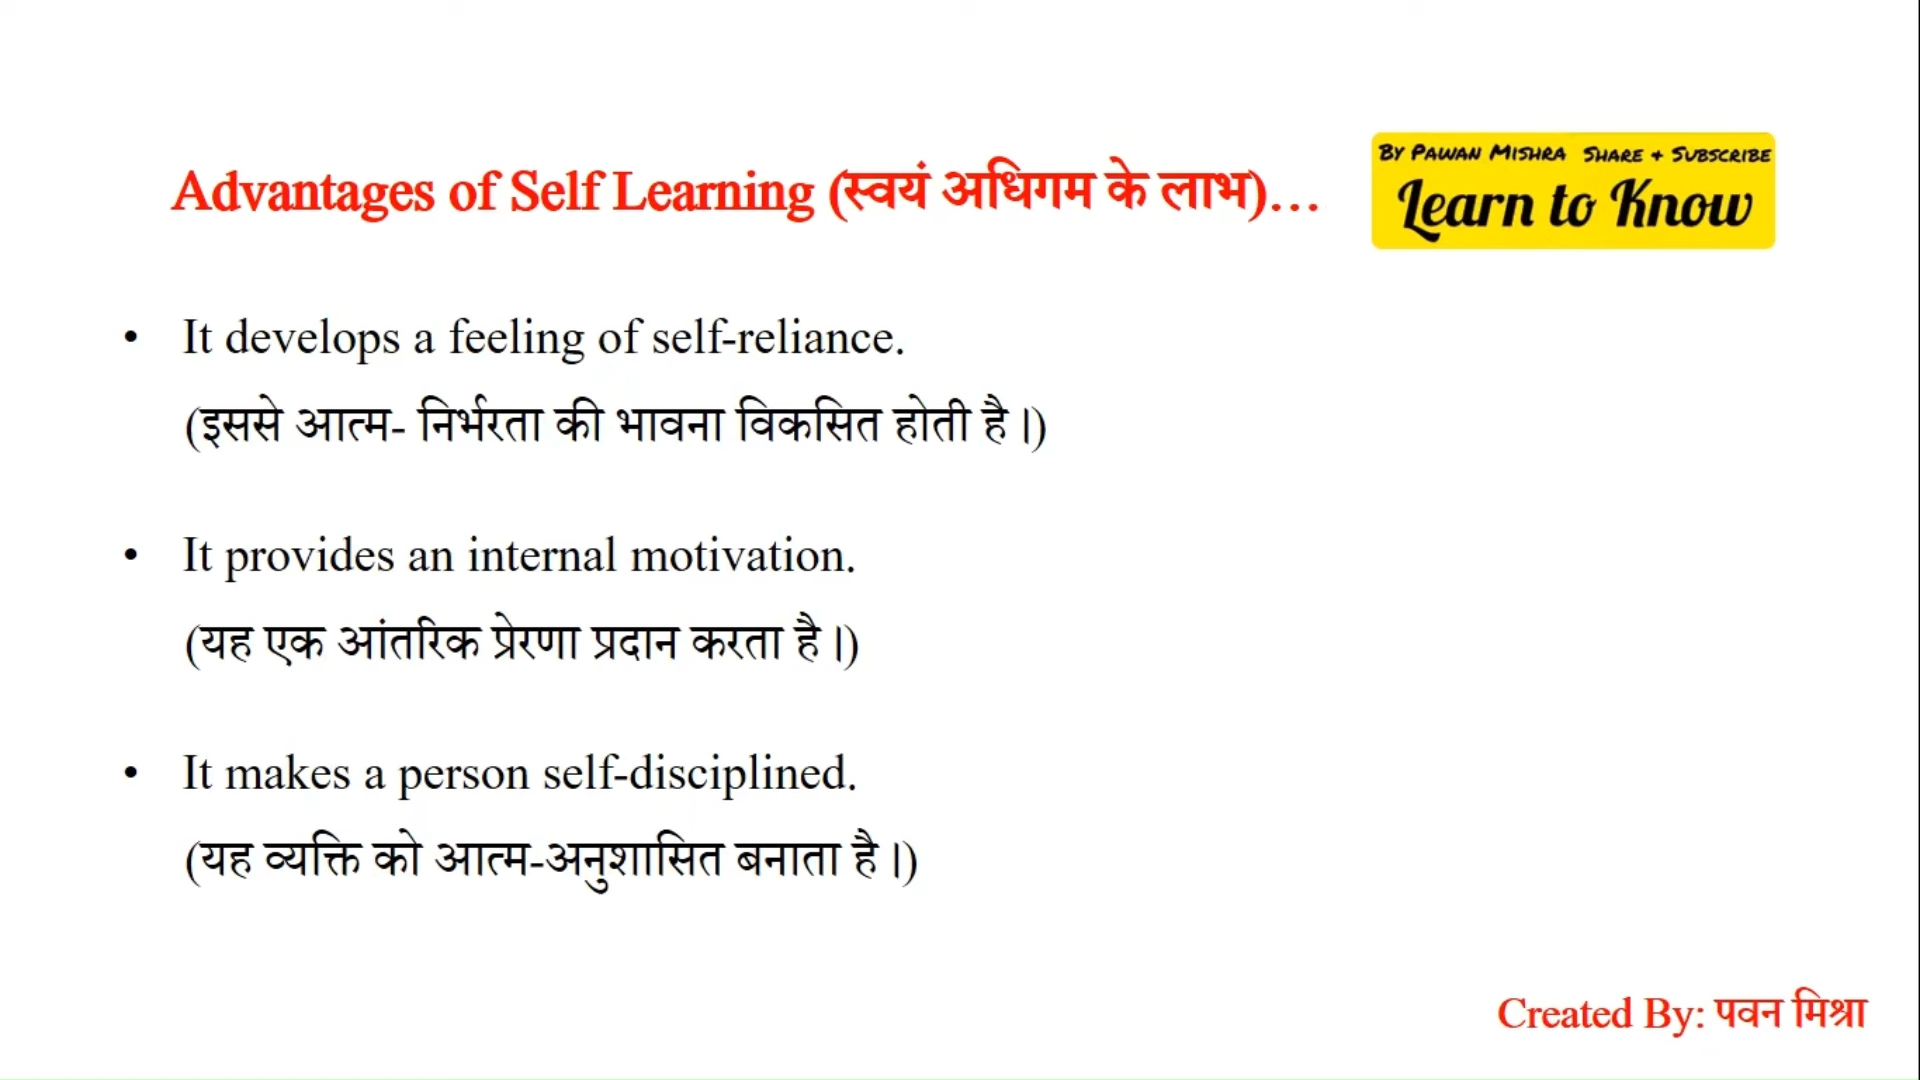 Advantages of Self Learning (स्वयं अधिगम के लाभ)…
By Pawan Mishra Share + Subscribe
Learn to Know
• It develops a feeling of self-reliance.
(इससे आत्म- निर्भरता की भावना विकसित होती है।)
• It provides an internal motivation.
(यह एक आंतरिक प्रेरणा प्रदान करता है।)
• It makes a person self-disciplined.
(यह व्यक्ति को आत्म-अनुशासित बनाता है।)
Created By: पवन मिश्रा